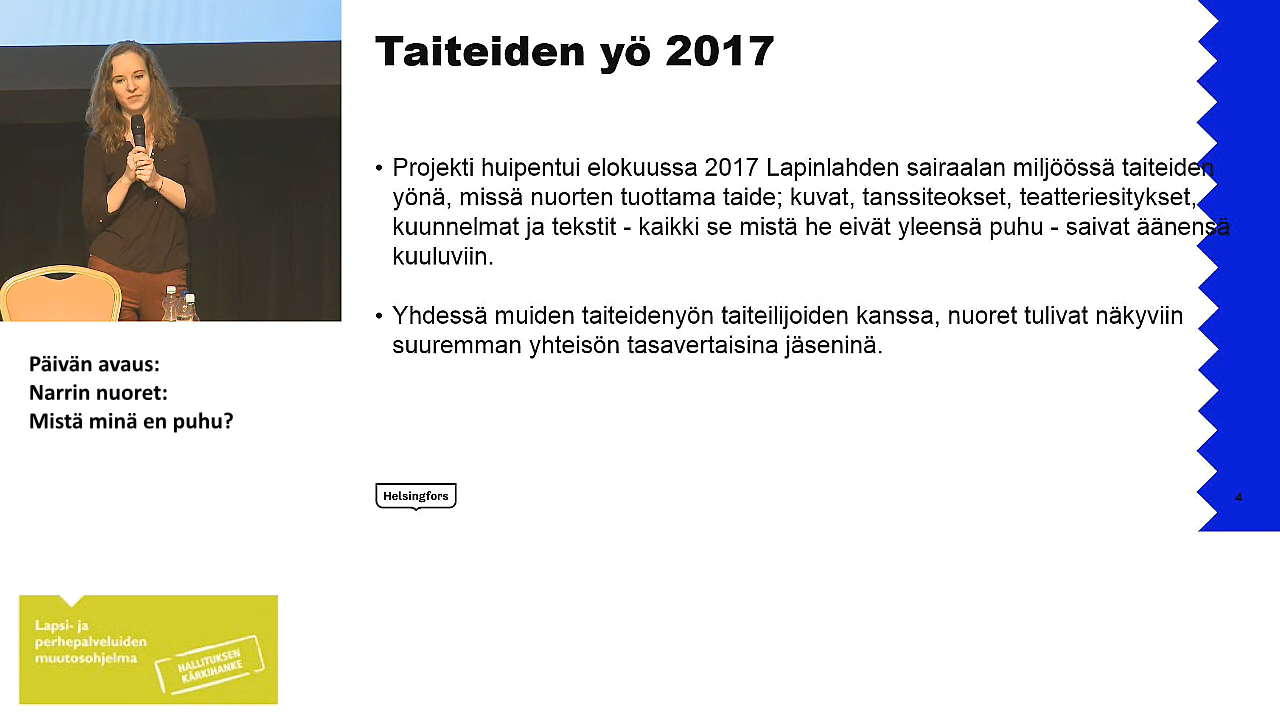 Taiteiden yö 2017
• Projekti huipentui elokuussa 2017 Lapinlahden sairaalan miljöössä taiteiden
yönä, missä nuorten tuottama taide; kuvat, tanssiteokset, teatteriesitykset,
kuunnelmat ja tekstit - kaikki se mistä he eivät yleensä puhu - saivat äänensä
kuuluviin.
• Yhdessä muiden taiteidenyön taiteilijoiden kanssa, nuoret tulivat näkyviin
suuremman yhteisön tasavertaisina jäseninä.
Helsingfors
4
Päivän avaus:
Narrin nuoret:
Mistä minä en puhu?
Lapsi- ja
perhepalveluiden
muutosohjelma
HALLITUKSEN
KÄRKIHANKE